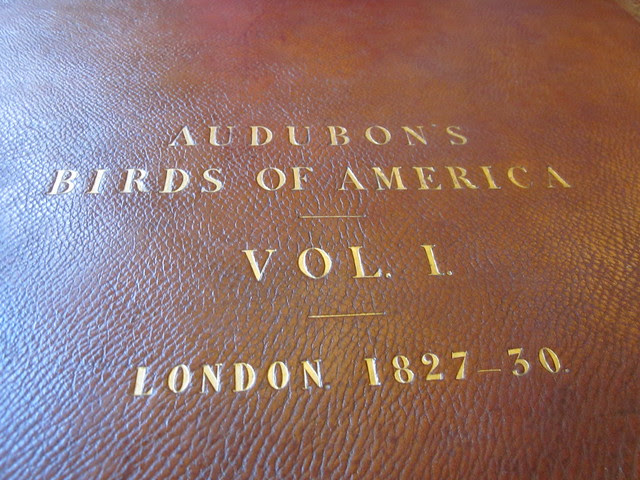 AUDUBON'S
BIRDS OF AMERICA
VOL. I.
LONDON. 1827-30.